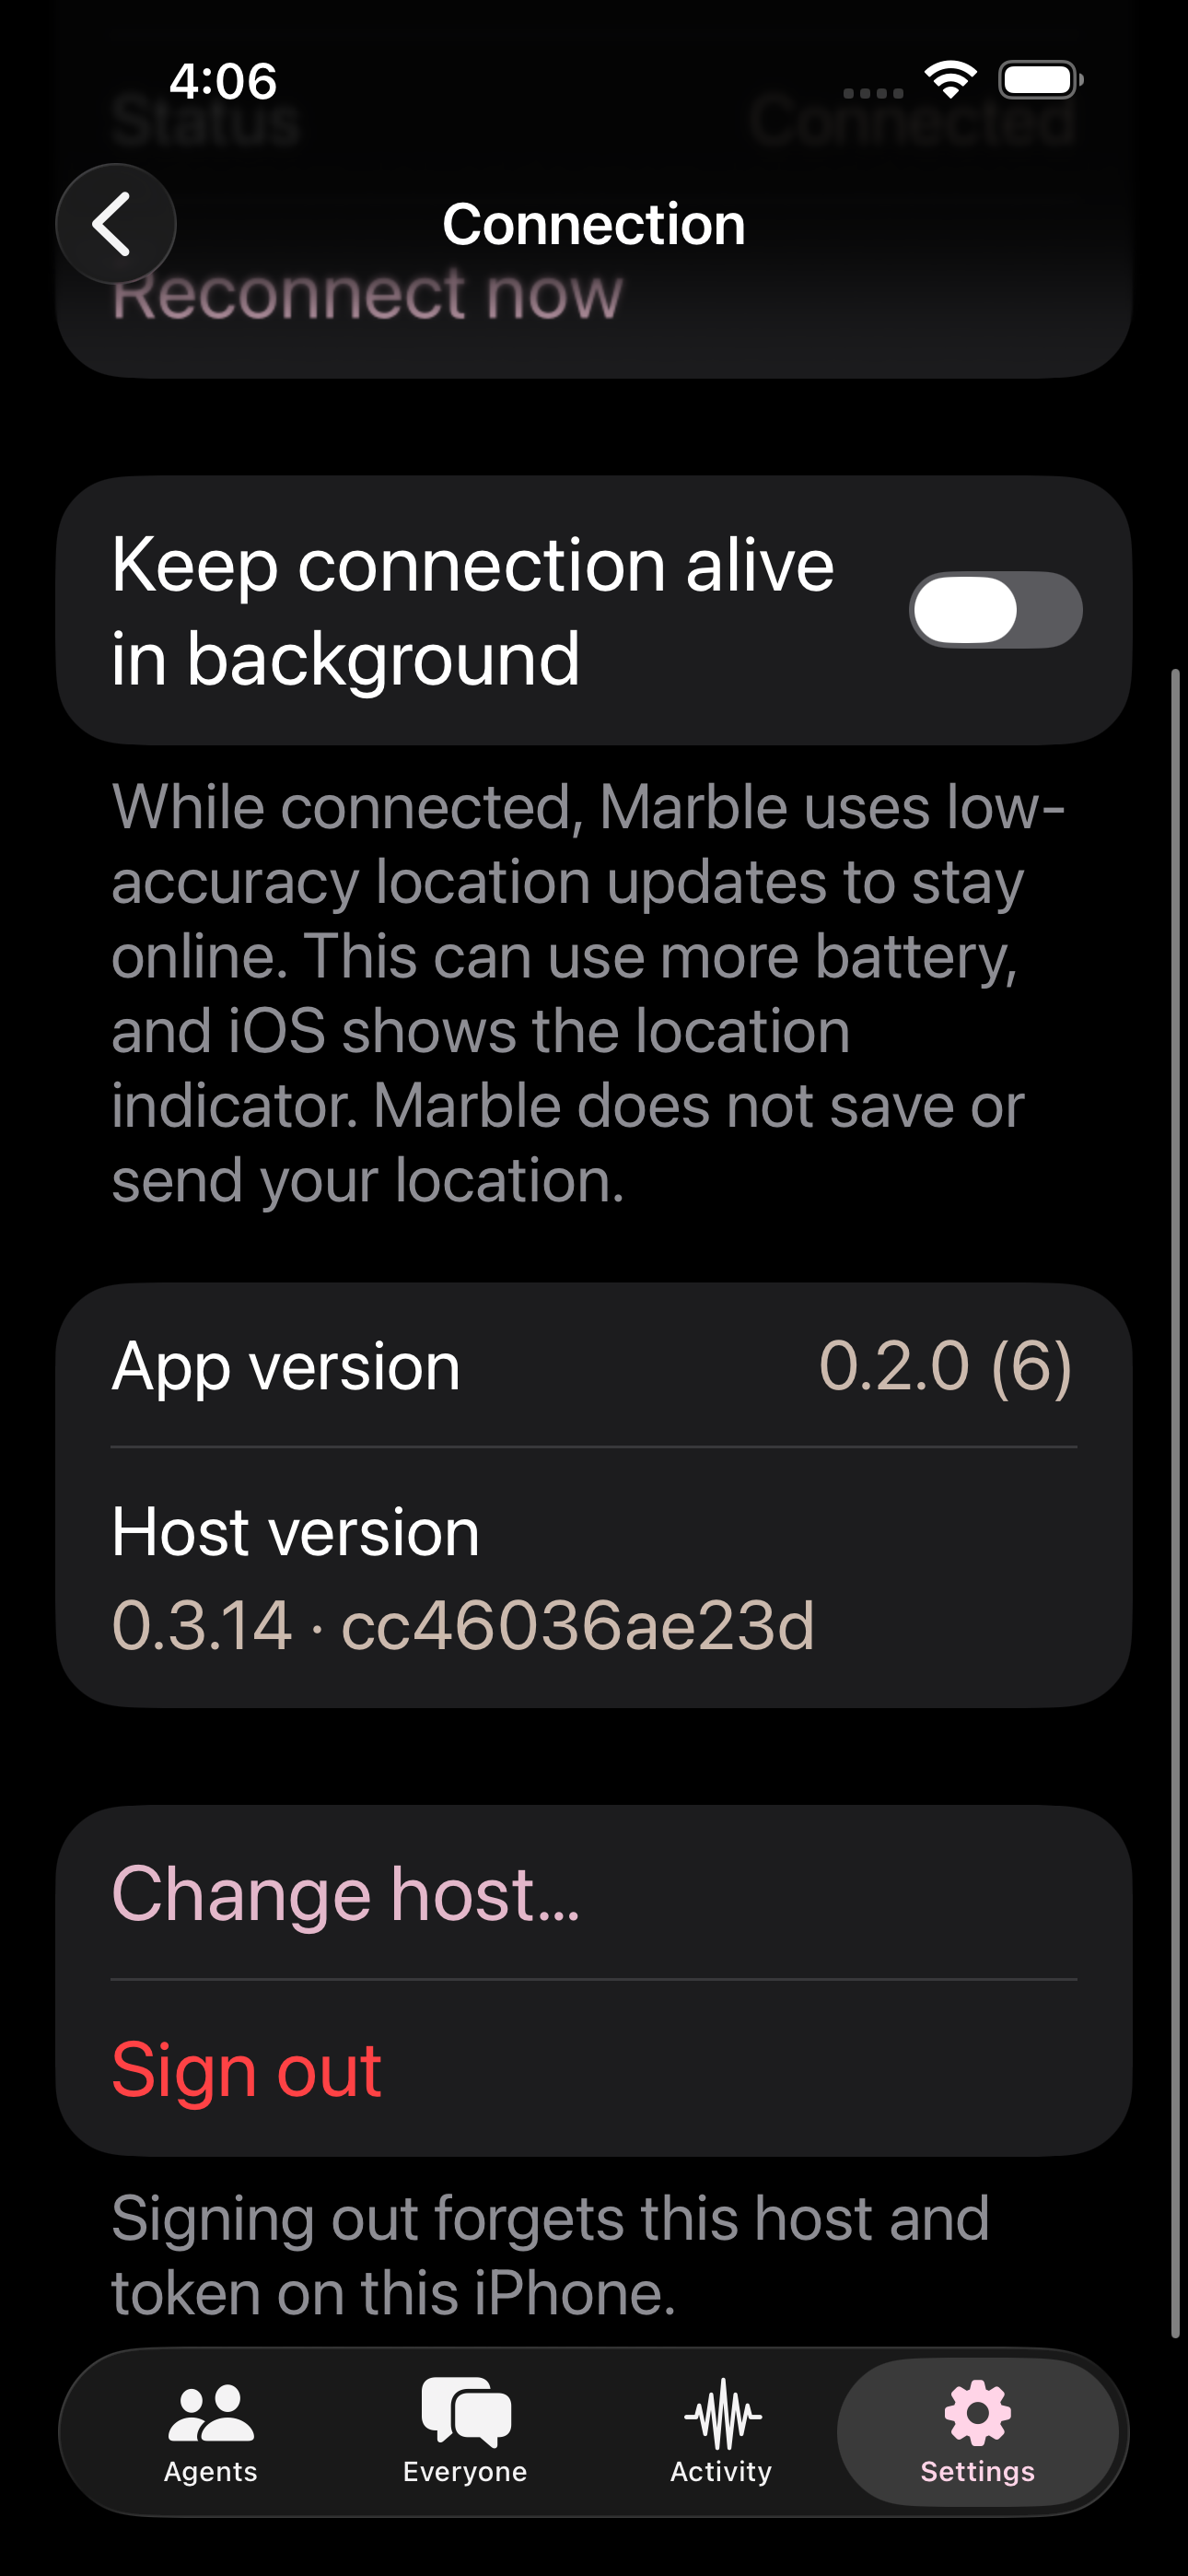 4:06
Status
Connected
Connection
Reconnect now
Keep connection alive
in background
While connected, Marble uses low-
accuracy location updates to stay
online. This can use more battery,
and iOS shows the location
indicator. Marble does not save or
send your location.
App version
0.2.0 (6)
Host version
0.3.14 · cc46036ae23d
Change host...
Sign out
Signing out forgets this host and
token on this iPhone.
Agents
Everyone
Activity
Settings